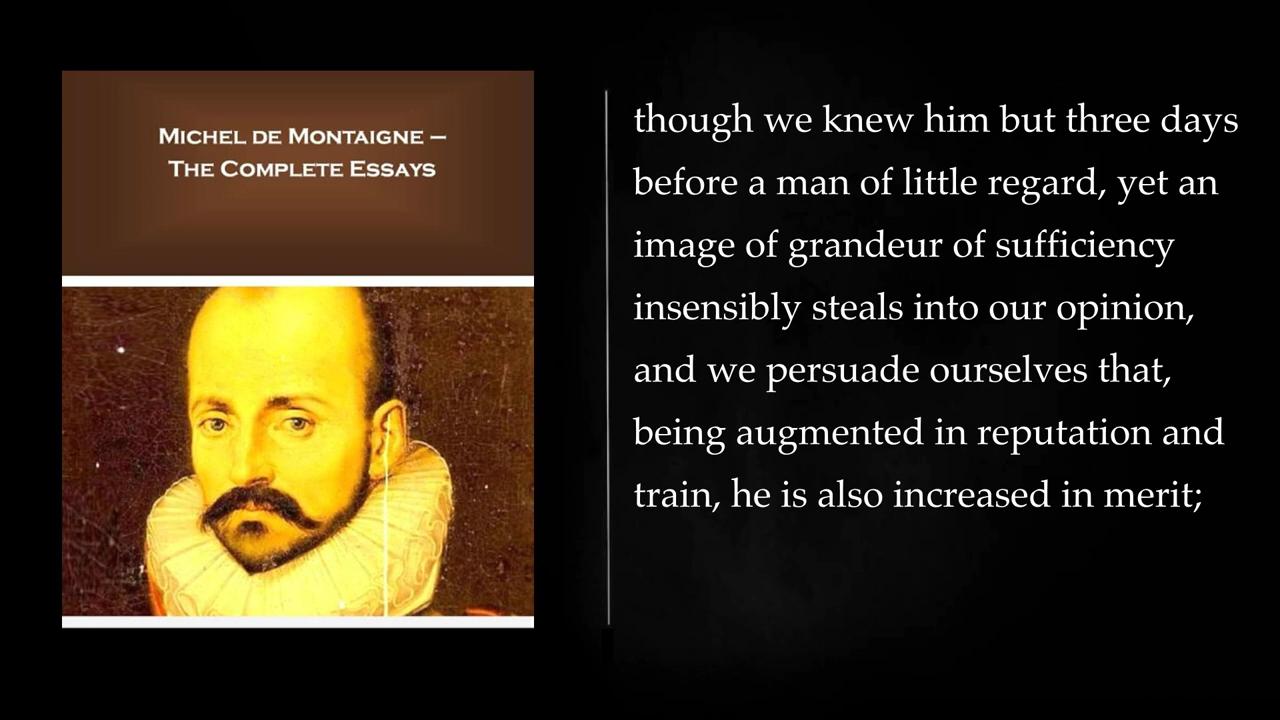 MICHEL DE MONTAIGNE –
THE COMPLETE ESSAYS
though we knew him but three days
before a man of little regard, yet an
image of grandeur of sufficiency
insensibly steals into our opinion,
and we persuade ourselves that,
being augmented in reputation and
train, he is also increased in merit;